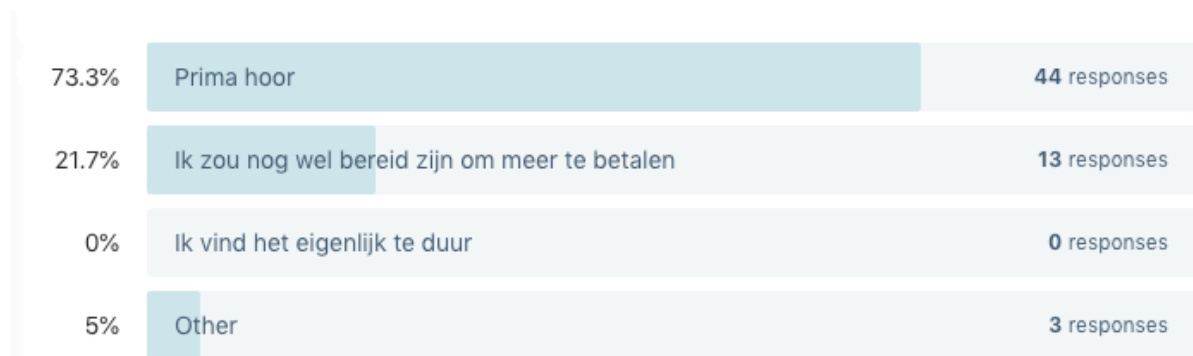 73.3% Prima hoor 44 responses
21.7% Ik zou nog wel bereid zijn om meer te betalen 13 responses
0% Ik vind het eigenlijk te duur 0 responses
5% Other 3 responses